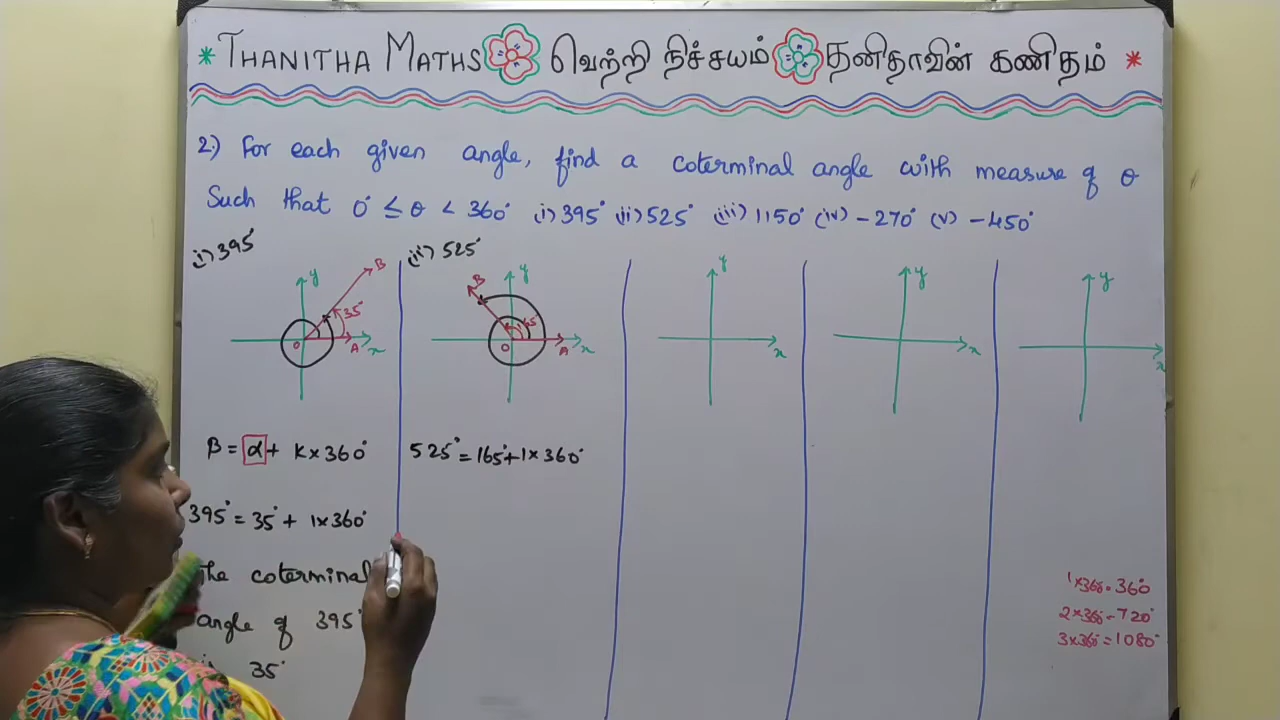 * THANITHA MATHS வெற்றி நிச்சயம் தனிதாவின் கணிதம் *
2.) For each given angle, find a coterminal angle with measure of θ
Such that 0° ≤ θ < 360° (i) 395° (ii) 525° (iii) 1150° (iv) -270° (v) -450°
(i) 395°
y
B
35°
O
A
x
β = α + k×360°
395° = 35° + 1×360°
The coterminal
angle of 395°
35°
(ii) 525°
y
B
165°
O
A
x
525° = 165° + 1×360°
y
x
y
x
y
x
1×360 = 360
2×360 = 720°
3×360° = 1080°